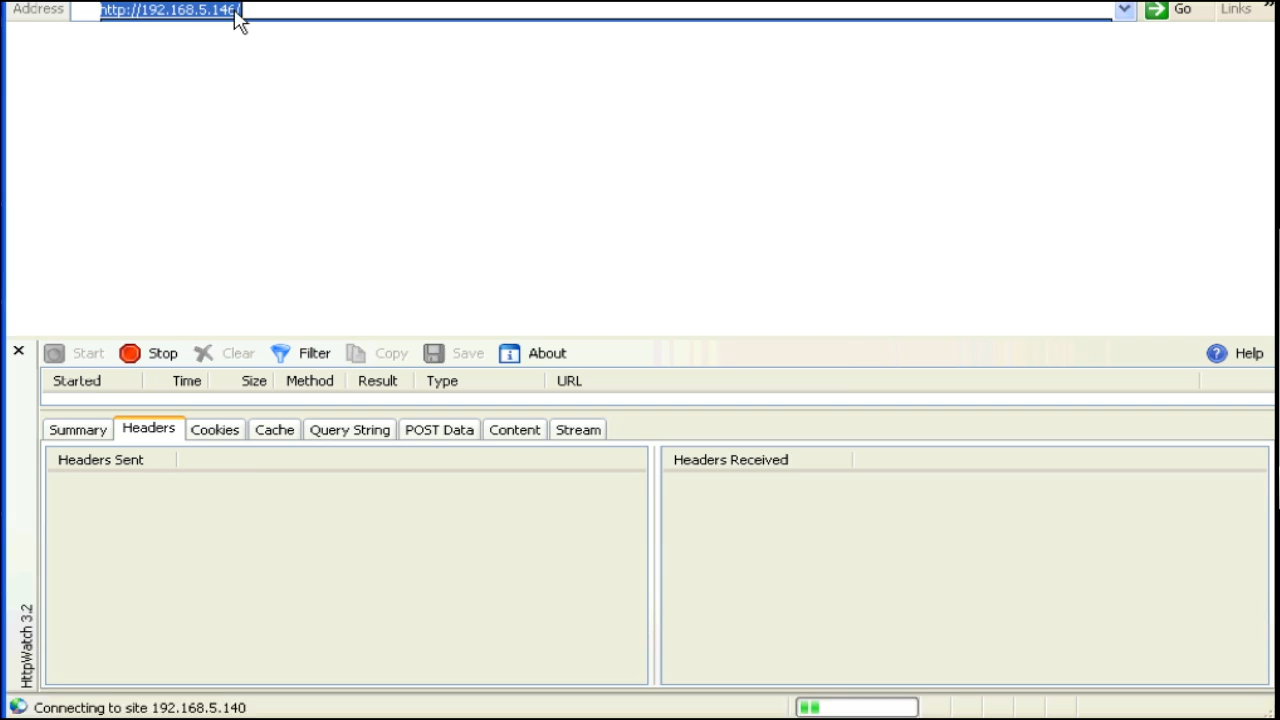 Address http://192.168.5.146/ Go Links »
Start Stop Clear Filter Copy Save About Help
Started Time Size Method Result Type URL
Summary Headers Cookies Cache Query String POST Data Content Stream
Headers Sent Headers Received
HttpWatch 3.2
Connecting to site 192.168.5.140